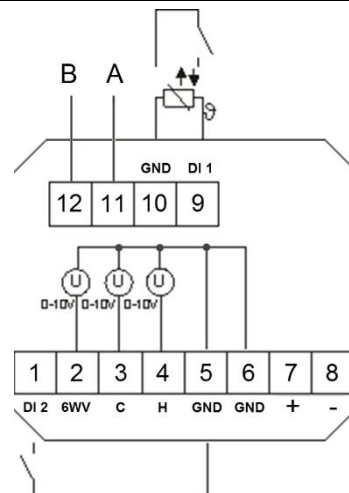 B A
ϑ
GND DI 1
12 11 10 9
U U U
0-10V 0-10V 0-10V
1 2 3 4 5 6 7 8
DI 2 6WV C H GND GND + -